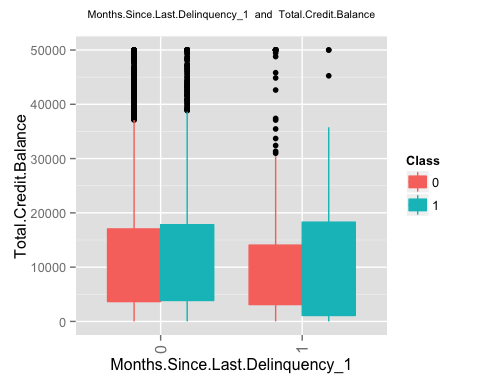 Months.Since.Last.Delinquency_1 and Total.Credit.Balance
50000
40000
30000
20000
10000
0
Total.Credit.Balance
0
1
Months.Since.Last.Delinquency_1
Class
0
1